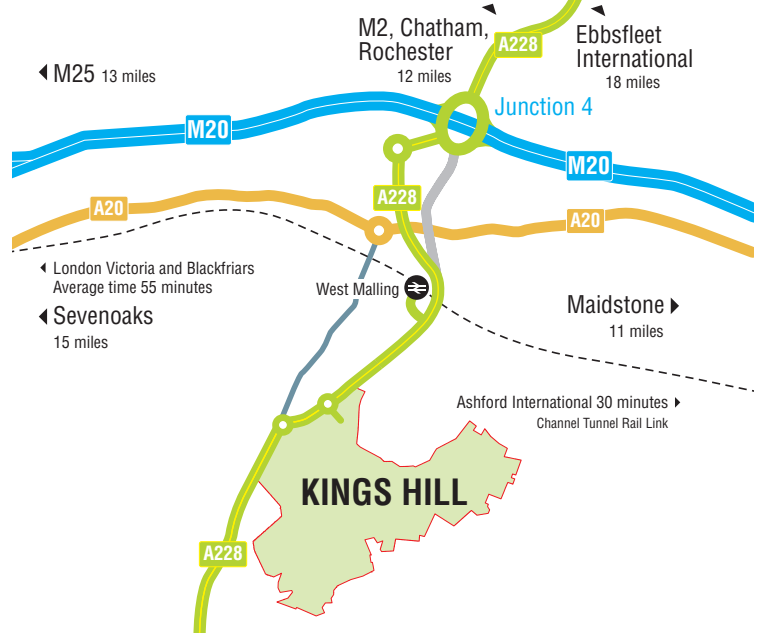 M2, Chatham,
Rochester
12 miles
A228
Ebbsfleet
International
18 miles
M25 13 miles
Junction 4
M20
M20
A228
A20
A20
London Victoria and Blackfriars
Average time 55 minutes
West Malling
Sevenoaks
15 miles
Maidstone
11 miles
Ashford International 30 minutes
Channel Tunnel Rail Link
KINGS HILL
A228